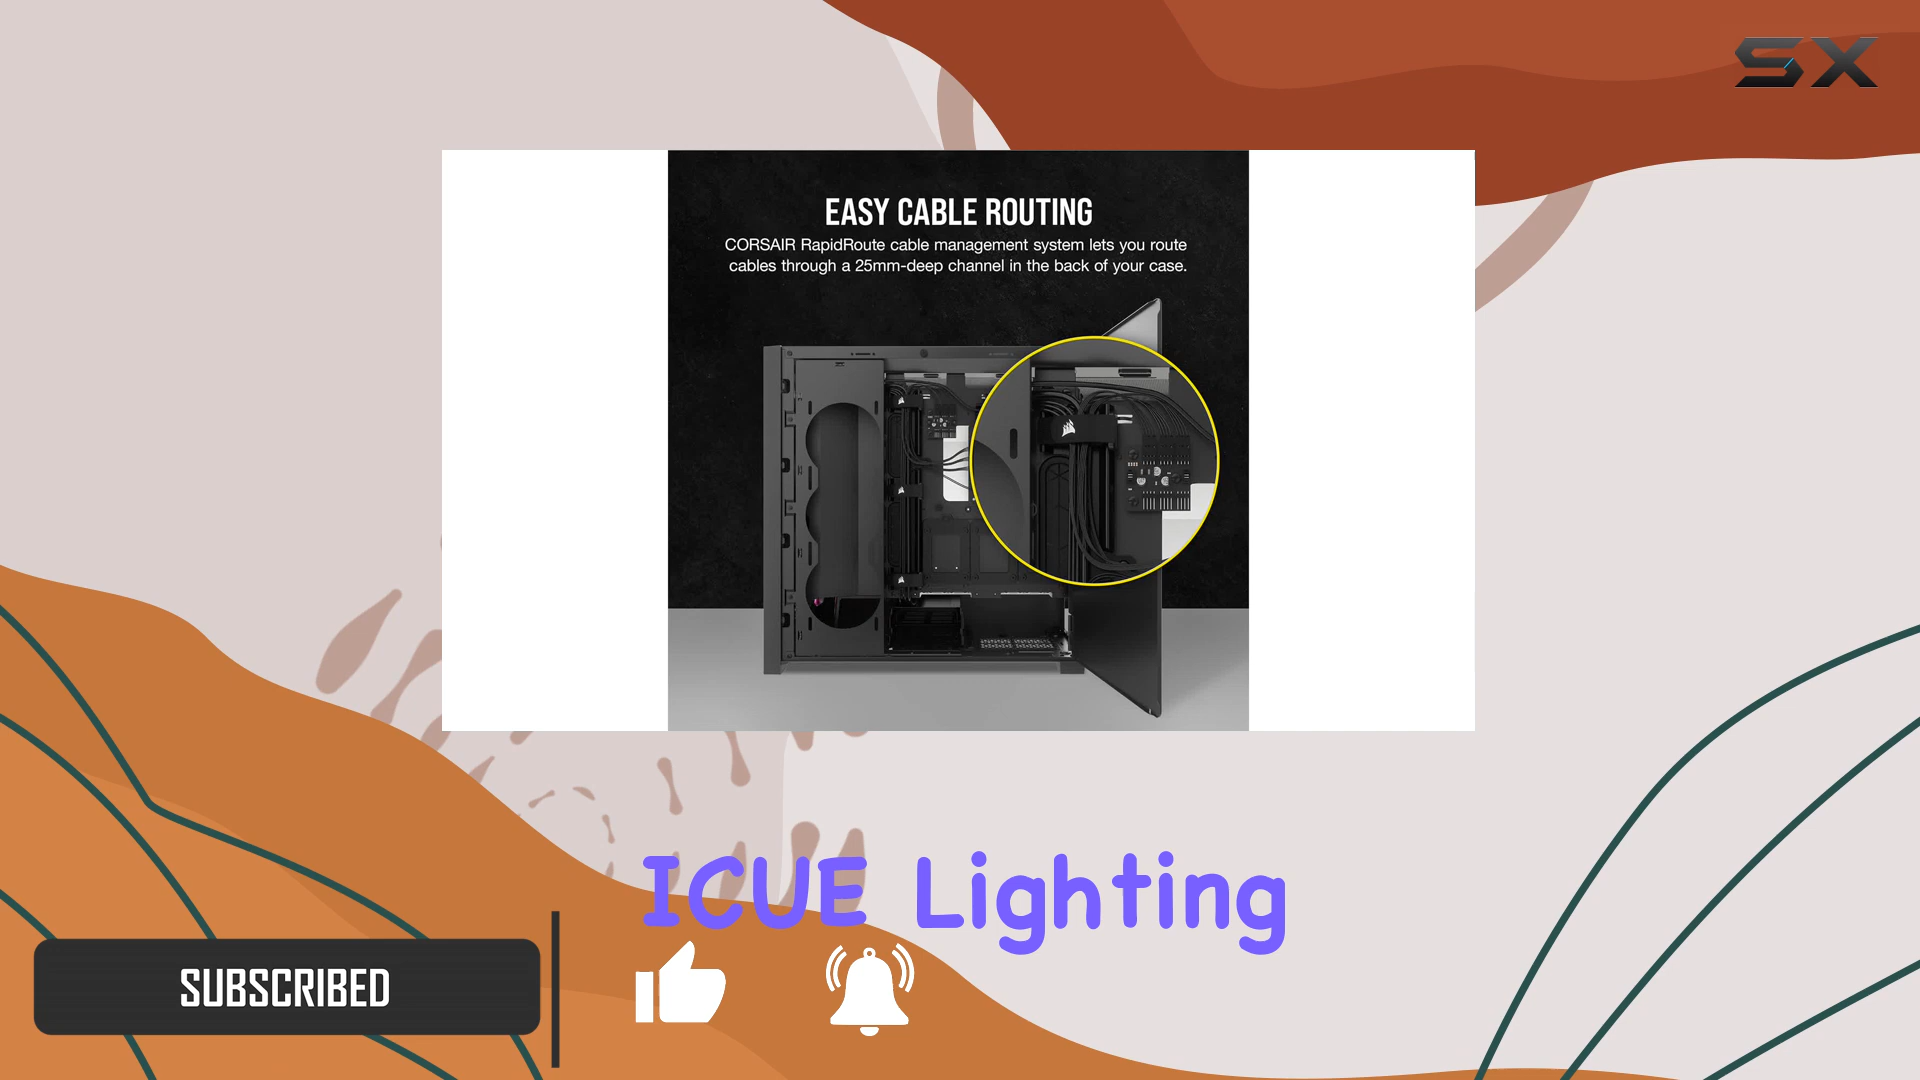 SX
EASY CABLE ROUTING
CORSAIR RapidRoute cable management system lets you route
cables through a 25mm-deep channel in the back of your case.
ICUE Lighting
SUBSCRIBED